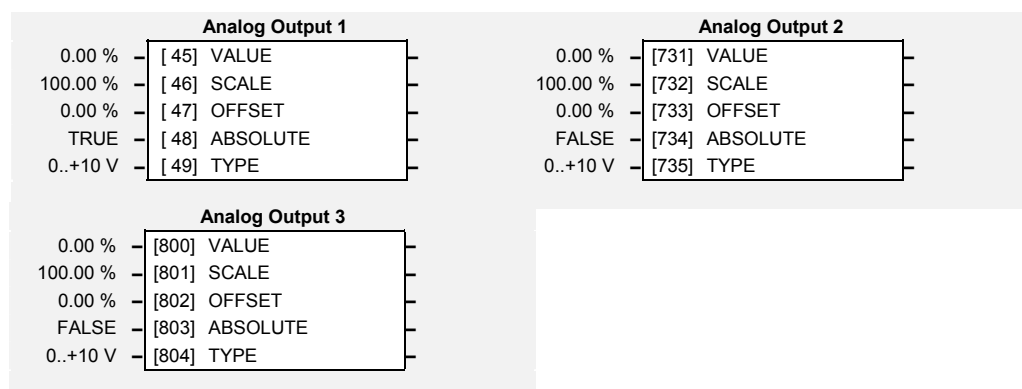 Analog Output 1
0.00 % [ 45] VALUE
100.00 % [ 46] SCALE
0.00 % [ 47] OFFSET
TRUE [ 48] ABSOLUTE
0..+10 V [ 49] TYPE
Analog Output 2
0.00 % [731] VALUE
100.00 % [732] SCALE
0.00 % [733] OFFSET
FALSE [734] ABSOLUTE
0..+10 V [735] TYPE
Analog Output 3
0.00 % [800] VALUE
100.00 % [801] SCALE
0.00 % [802] OFFSET
FALSE [803] ABSOLUTE
0..+10 V [804] TYPE